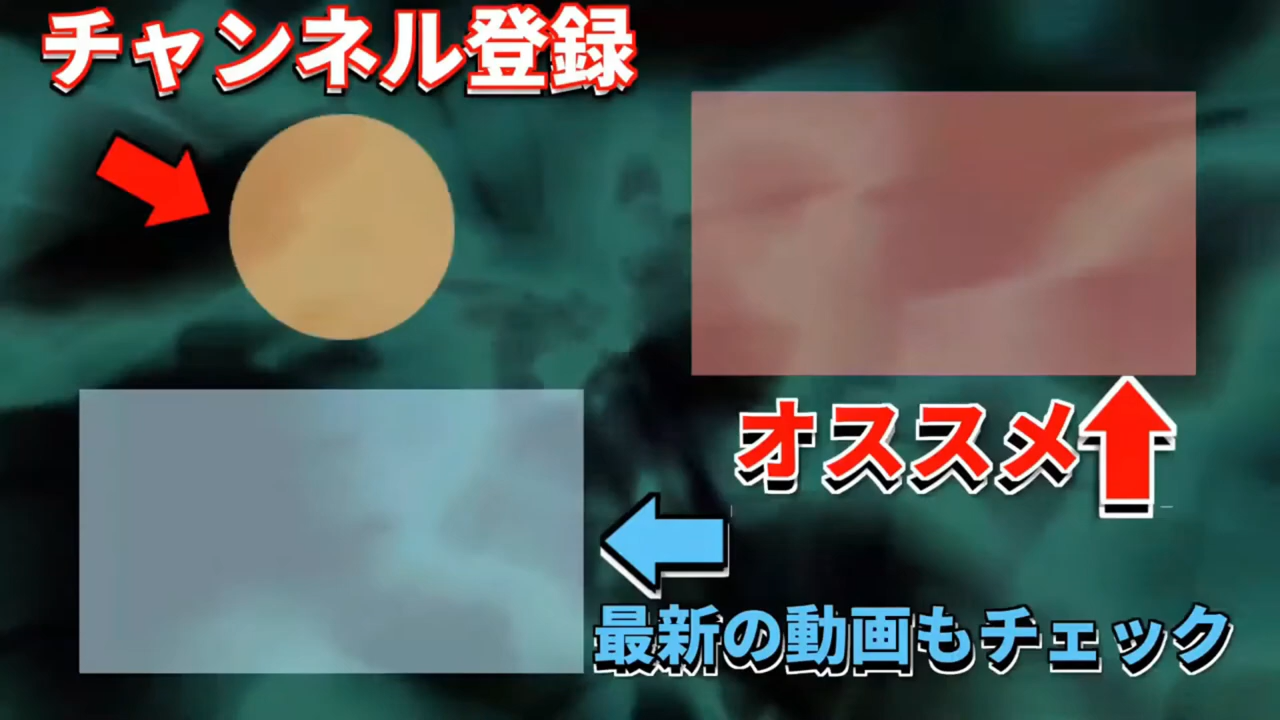 チャンネル登録
オススメ
最新の動画もチェック